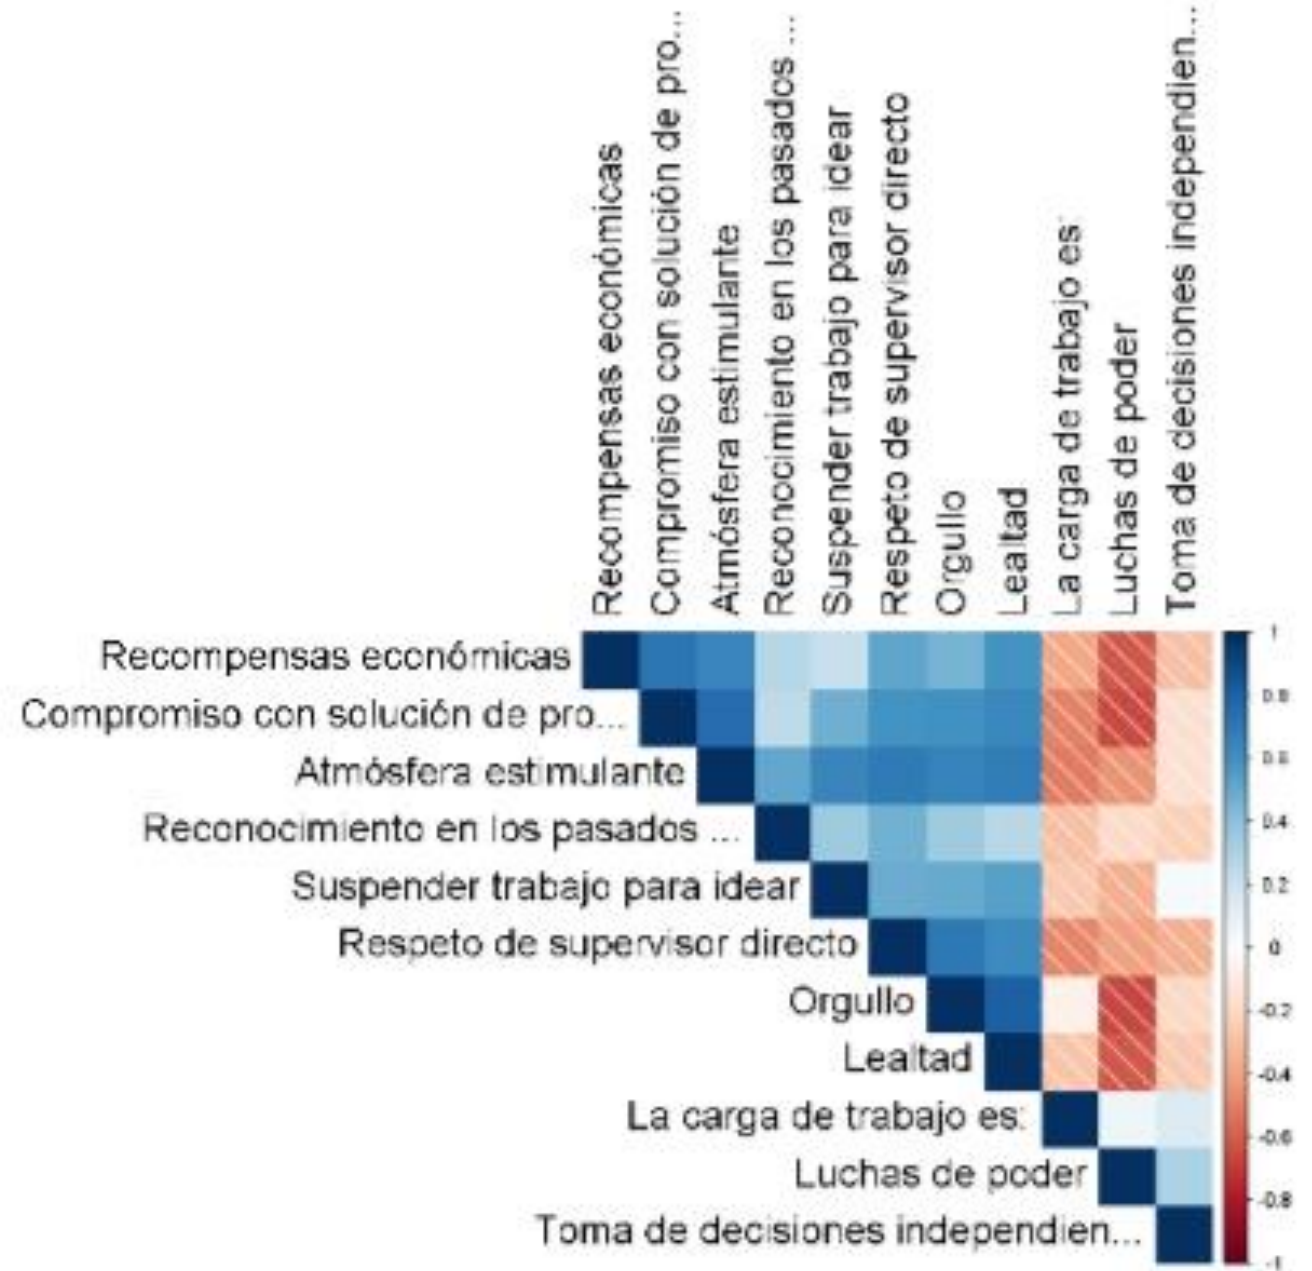 Recompensas económicas
Compromiso con solución de pro...
Atmósfera estimulante
Reconocimiento en los pasados ...
Suspender trabajo para idear
Respeto de supervisor directo
Orgullo
Lealtad
La carga de trabajo es:
Luchas de poder
Toma de decisiones independien...
Recompensas económicas
Compromiso con solución de pro...
Atmósfera estimulante
Reconocimiento en los pasados ...
Suspender trabajo para idear
Respeto de supervisor directo
Orgullo
Lealtad
La carga de trabajo es:
Luchas de poder
Toma de decisiones independien...
1
0.8
0.6
0.4
0.2
0
-0.2
-0.4
-0.6
-0.8
-1